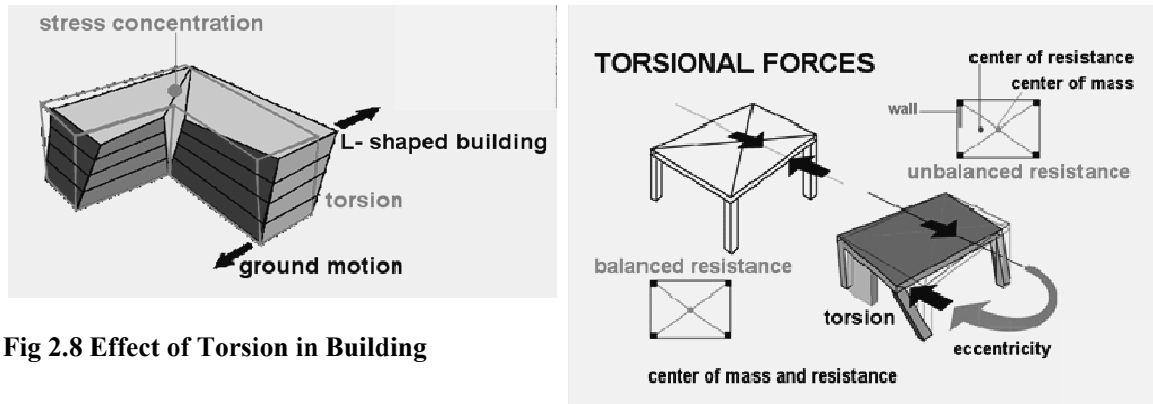 stress concentration
L- shaped building
torsion
ground motion
Fig 2.8 Effect of Torsion in Building
TORSIONAL FORCES
center of resistance
center of mass
wall
unbalanced resistance
balanced resistance
torsion
eccentricity
center of mass and resistance